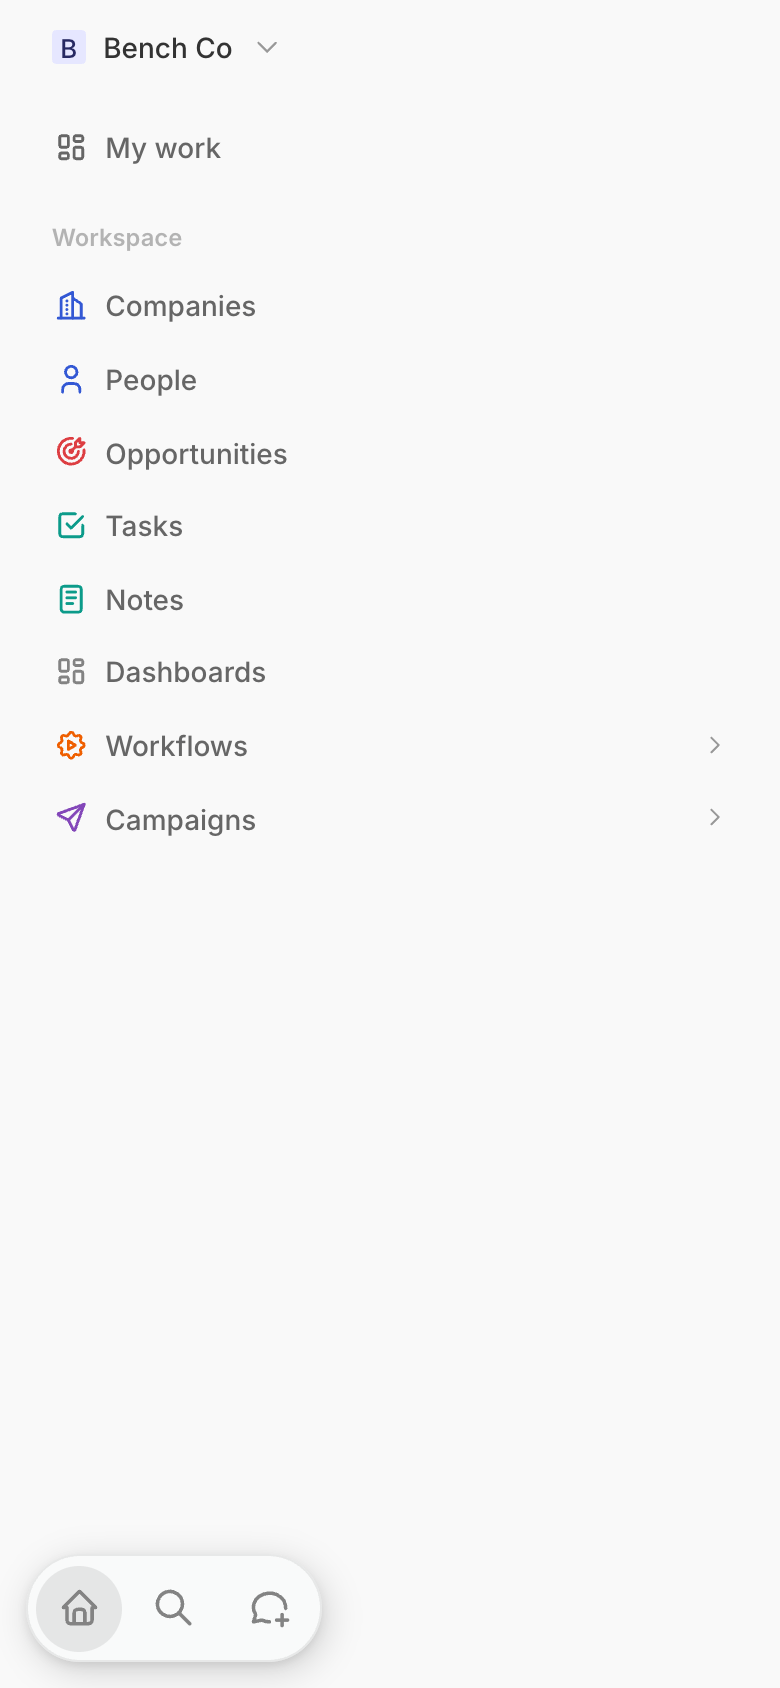 B Bench Co
My work
Workspace
Companies
People
Opportunities
Tasks
Notes
Dashboards
Workflows
Campaigns